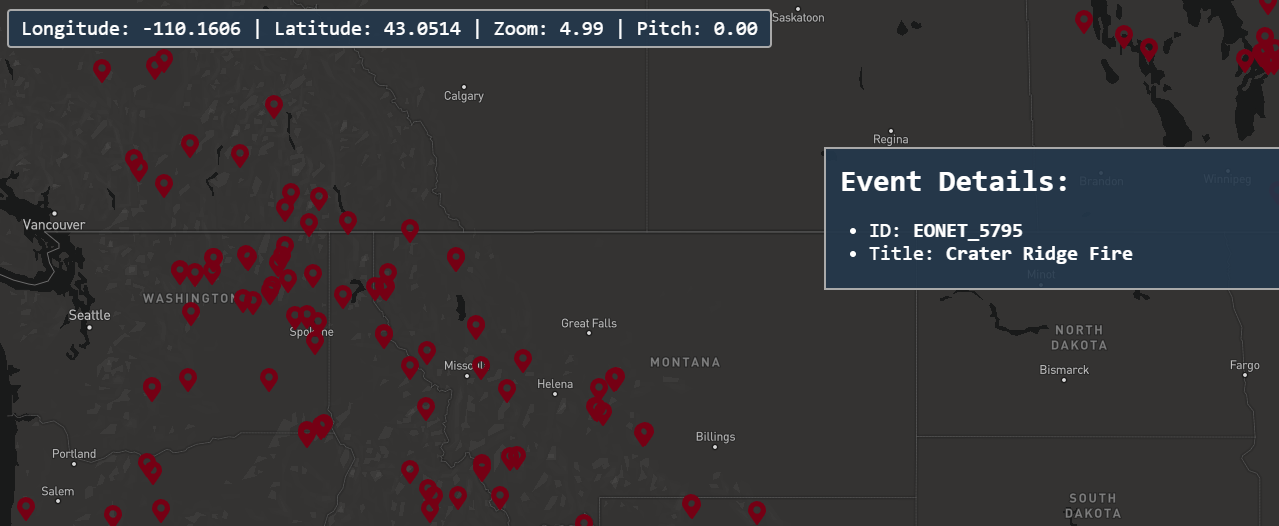 Longitude: -110.1606 | Latitude: 43.0514 | Zoom: 4.99 | Pitch: 0.00
Saskatoon
Calgary
Regina
Event Details:
Brandon
Winnipeg
Vancouver
• ID: EONET_5795
• Title: Crater Ridge Fire
Minot
WASHINGTON
Seattle
Spokane
Great Falls
NORTH
DAKOTA
MONTANA
Missoula
Helena
Bismarck
Fargo
Billings
Portland
Salem
SOUTH
DAKOTA